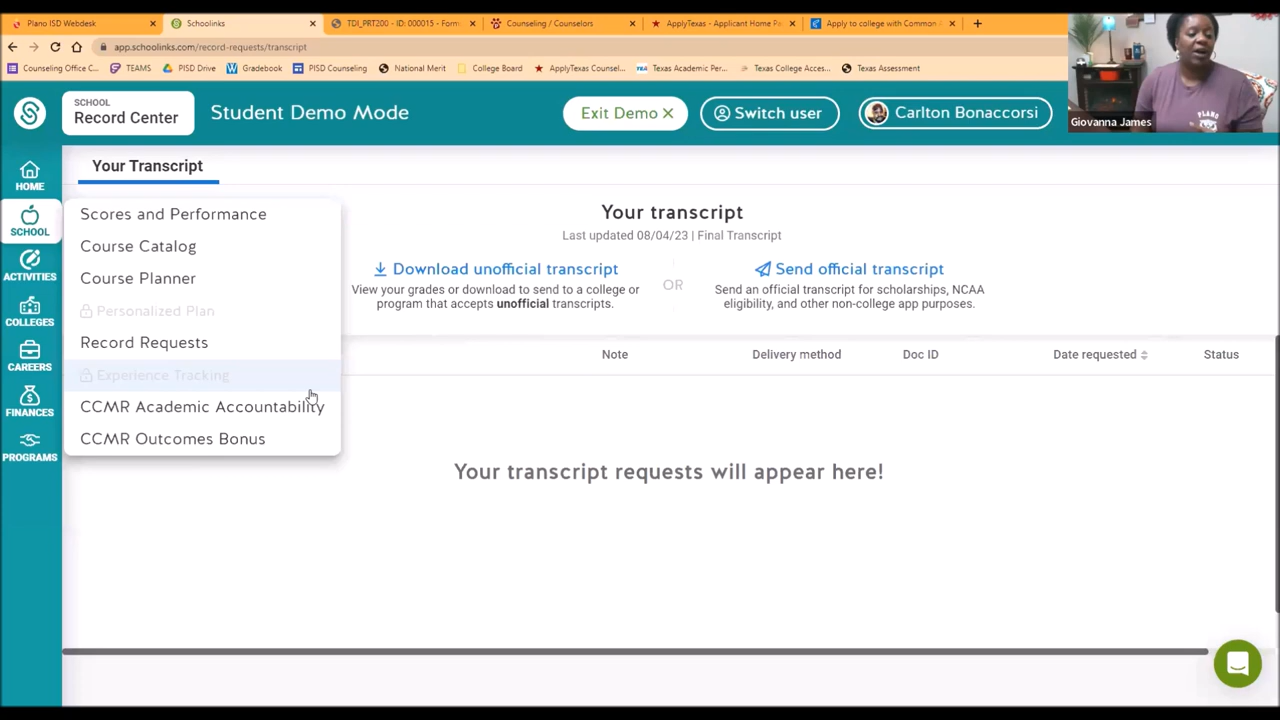 Plano ISD Webdesk
Schoolinks
TDI_PRT200 - ID: 000015 - Form
Counseling / Counselors
ApplyTexas - Applicant Home Pa
Apply to college with Common A
app.schoolinks.com/record-requests/transcript
Counseling Office C...
TEAMS
PISD Drive
Gradebook
PISD Counseling
National Merit
College Board
ApplyTexas Counsel...
Texas Academic Per...
Texas College Acces...
Texas Assessment
SCHOOL
Record Center
Student Demo Mode
Exit Demo ✕
Switch user
Carlton Bonaccorsi
Giovanna James
PLANO
HOME
SCHOOL
ACTIVITIES
COLLEGES
CAREERS
FINANCES
PROGRAMS
Your Transcript
Scores and Performance
Course Catalog
Course Planner
Personalized Plan
Record Requests
Experience Tracking
CCMR Academic Accountability
CCMR Outcomes Bonus
Your transcript
Last updated 08/04/23 | Final Transcript
Download unofficial transcript
View your grades or download to send to a college or
program that accepts unofficial transcripts.
OR
Send official transcript
Send an official transcript for scholarships, NCAA
eligibility, and other non-college app purposes.
Note
Delivery method
Doc ID
Date requested
Status
Your transcript requests will appear here!